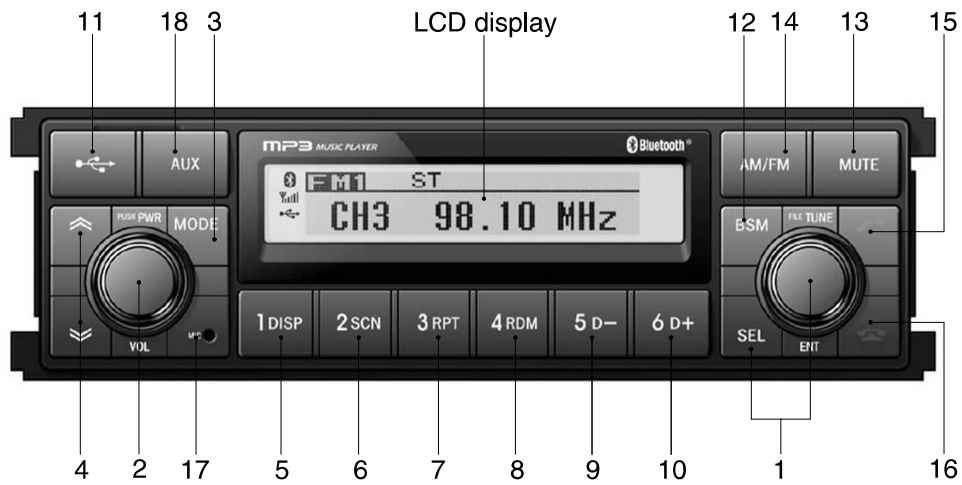 11 18 3 LCD display 12 14 13 15
MP3 MUSIC PLAYER Bluetooth®
AUX AM/FM MUTE
FM1 ST
CH3 98.10 MHz
PUSH PWR MODE BSM FILE TUNE
1 DISP 2 SCN 3 RPT 4 RDM 5 D− 6 D+
VOL MIC SEL ENT
4 2 17 5 6 7 8 9 10 1 16